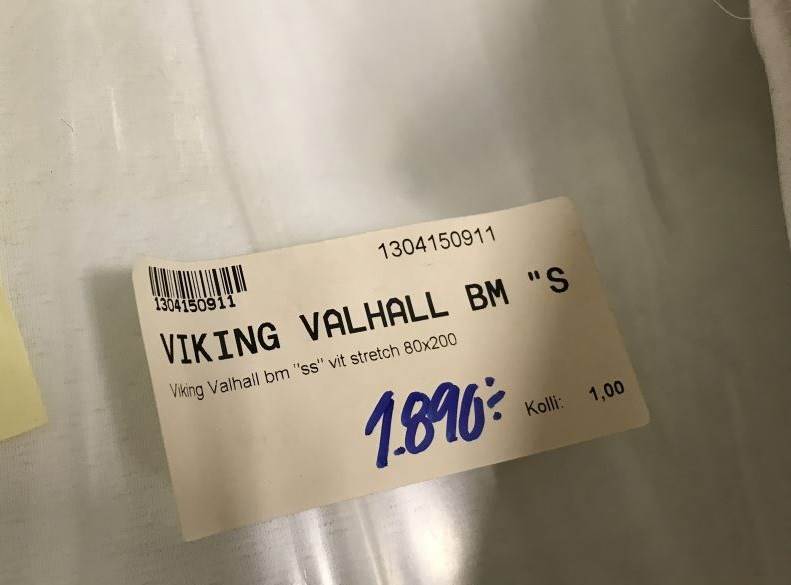 1304150911
1304150911
VIKING VALHALL BM "S
Viking Valhall bm "ss" vit stretch 80x200
1.890:-
Kolli: 1,00